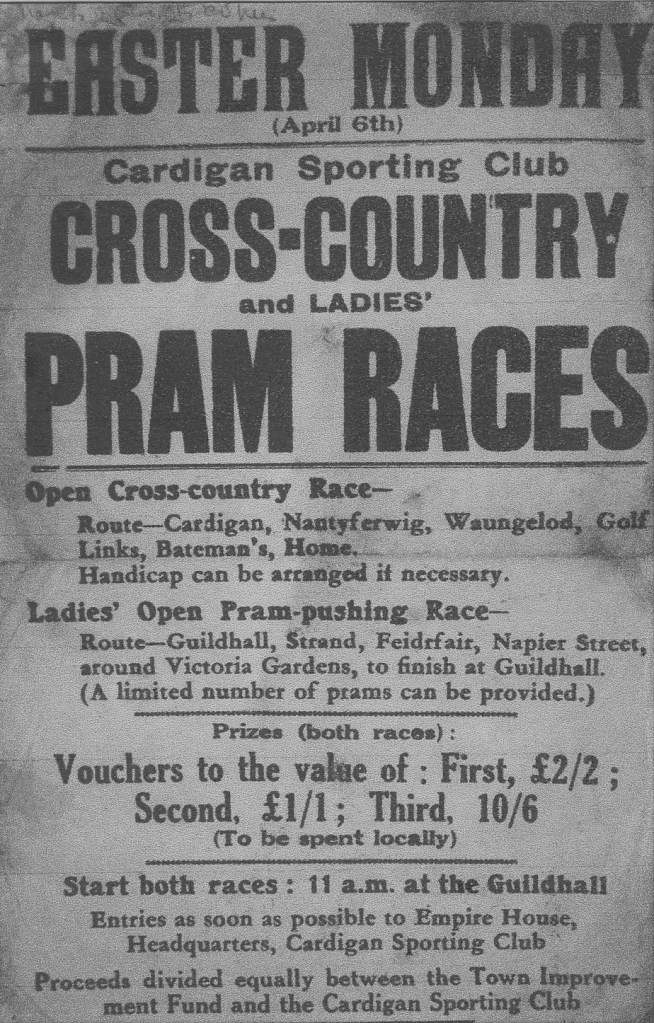 EASTER MONDAY
(April 6th)
Cardigan Sporting Club
CROSS-COUNTRY
and LADIES'
PRAM RACES
Open Cross-country Race—
Route—Cardigan, Nantyferwig, Waungelod, Golf
Links, Bateman's, Home.
Handicap can be arranged if necessary.
Ladies' Open Pram-pushing Race—
Route—Guildhall, Strand, Feidrfair, Napier Street,
around Victoria Gardens, to finish at Guildhall.
(A limited number of prams can be provided.)
Prizes (both races) :
Vouchers to the value of : First, £2/2 ;
Second, £1/1 ; Third, 10/6
(To be spent locally)
Start both races : 11 a.m. at the Guildhall
Entries as soon as possible to Empire House,
Headquarters, Cardigan Sporting Club
Proceeds divided equally between the Town Improve-
ment Fund and the Cardigan Sporting Club